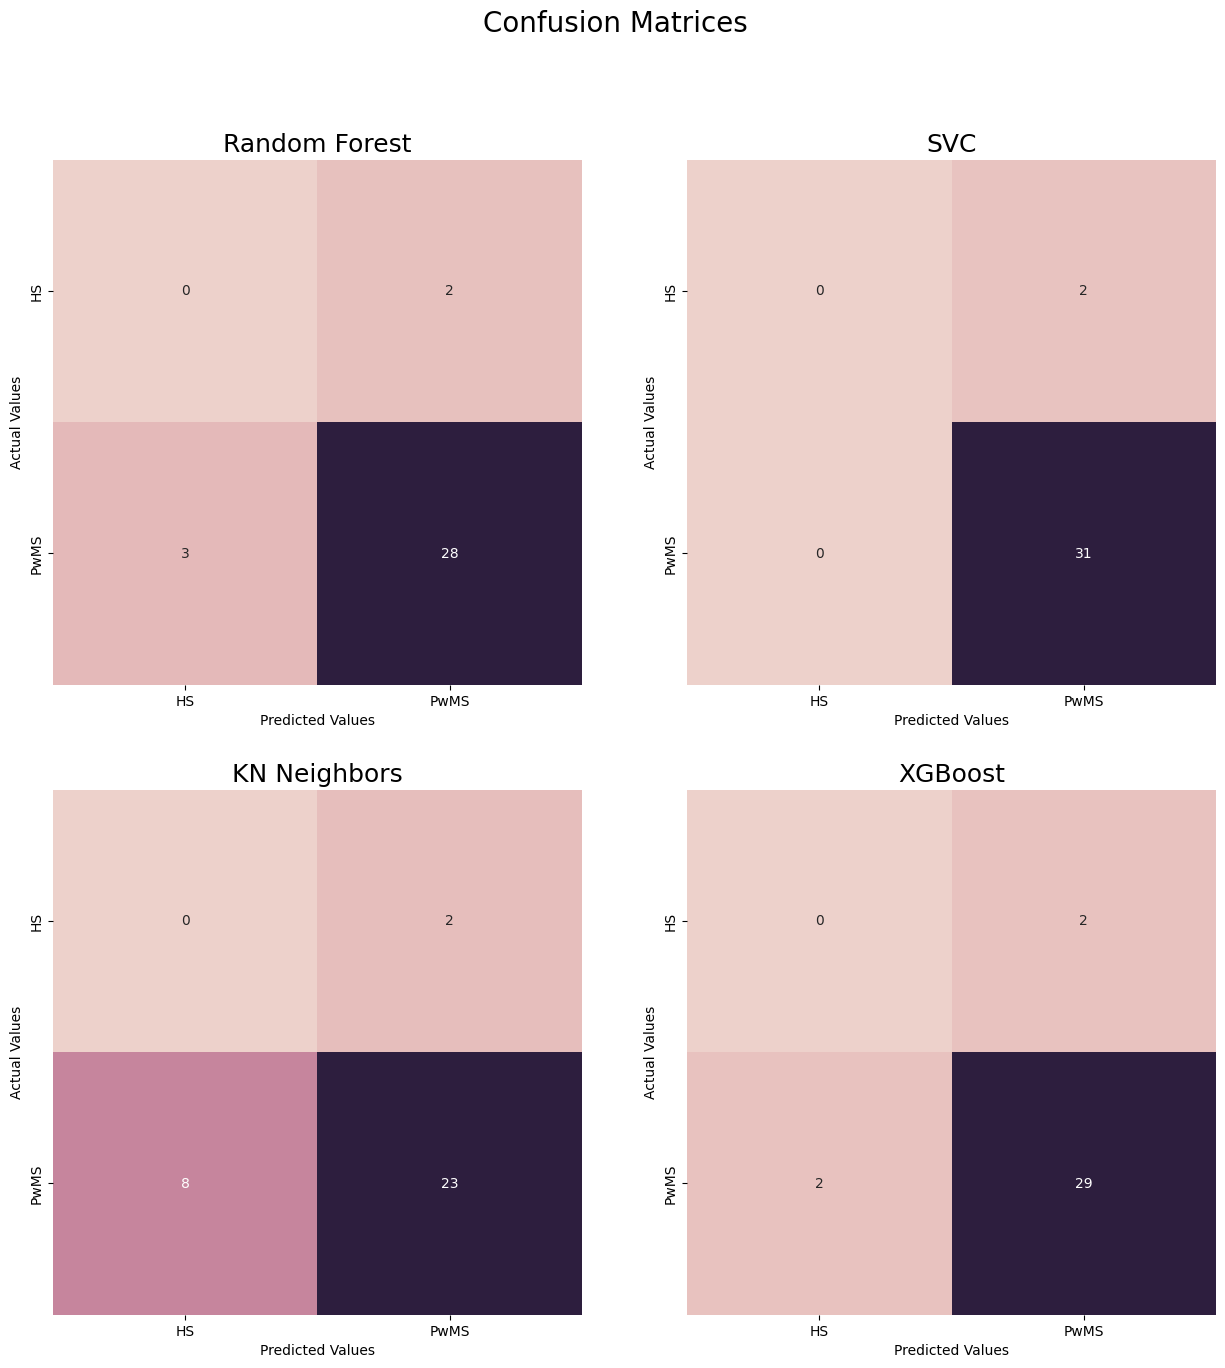 Confusion Matrices
Random Forest
HS
PwMS
Actual Values
0
2
3
28
HS
PwMS
Predicted Values
SVC
HS
PwMS
Actual Values
0
2
0
31
HS
PwMS
Predicted Values
KN Neighbors
HS
PwMS
Actual Values
0
2
8
23
HS
PwMS
Predicted Values
XGBoost
HS
PwMS
Actual Values
0
2
2
29
HS
PwMS
Predicted Values